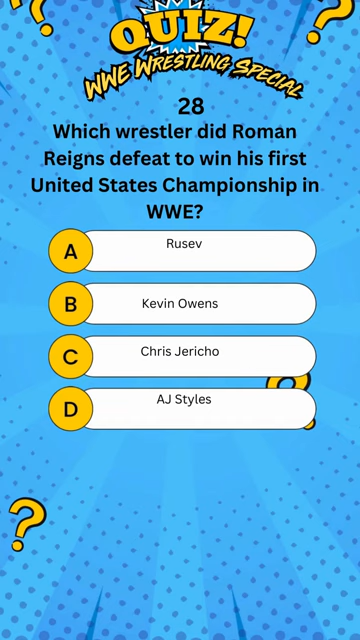 QUIZ!
WWE WRESTLING SPECIAL
28
Which wrestler did Roman
Reigns defeat to win his first
United States Championship in
WWE?
A Rusev
B Kevin Owens
C Chris Jericho
D AJ Styles